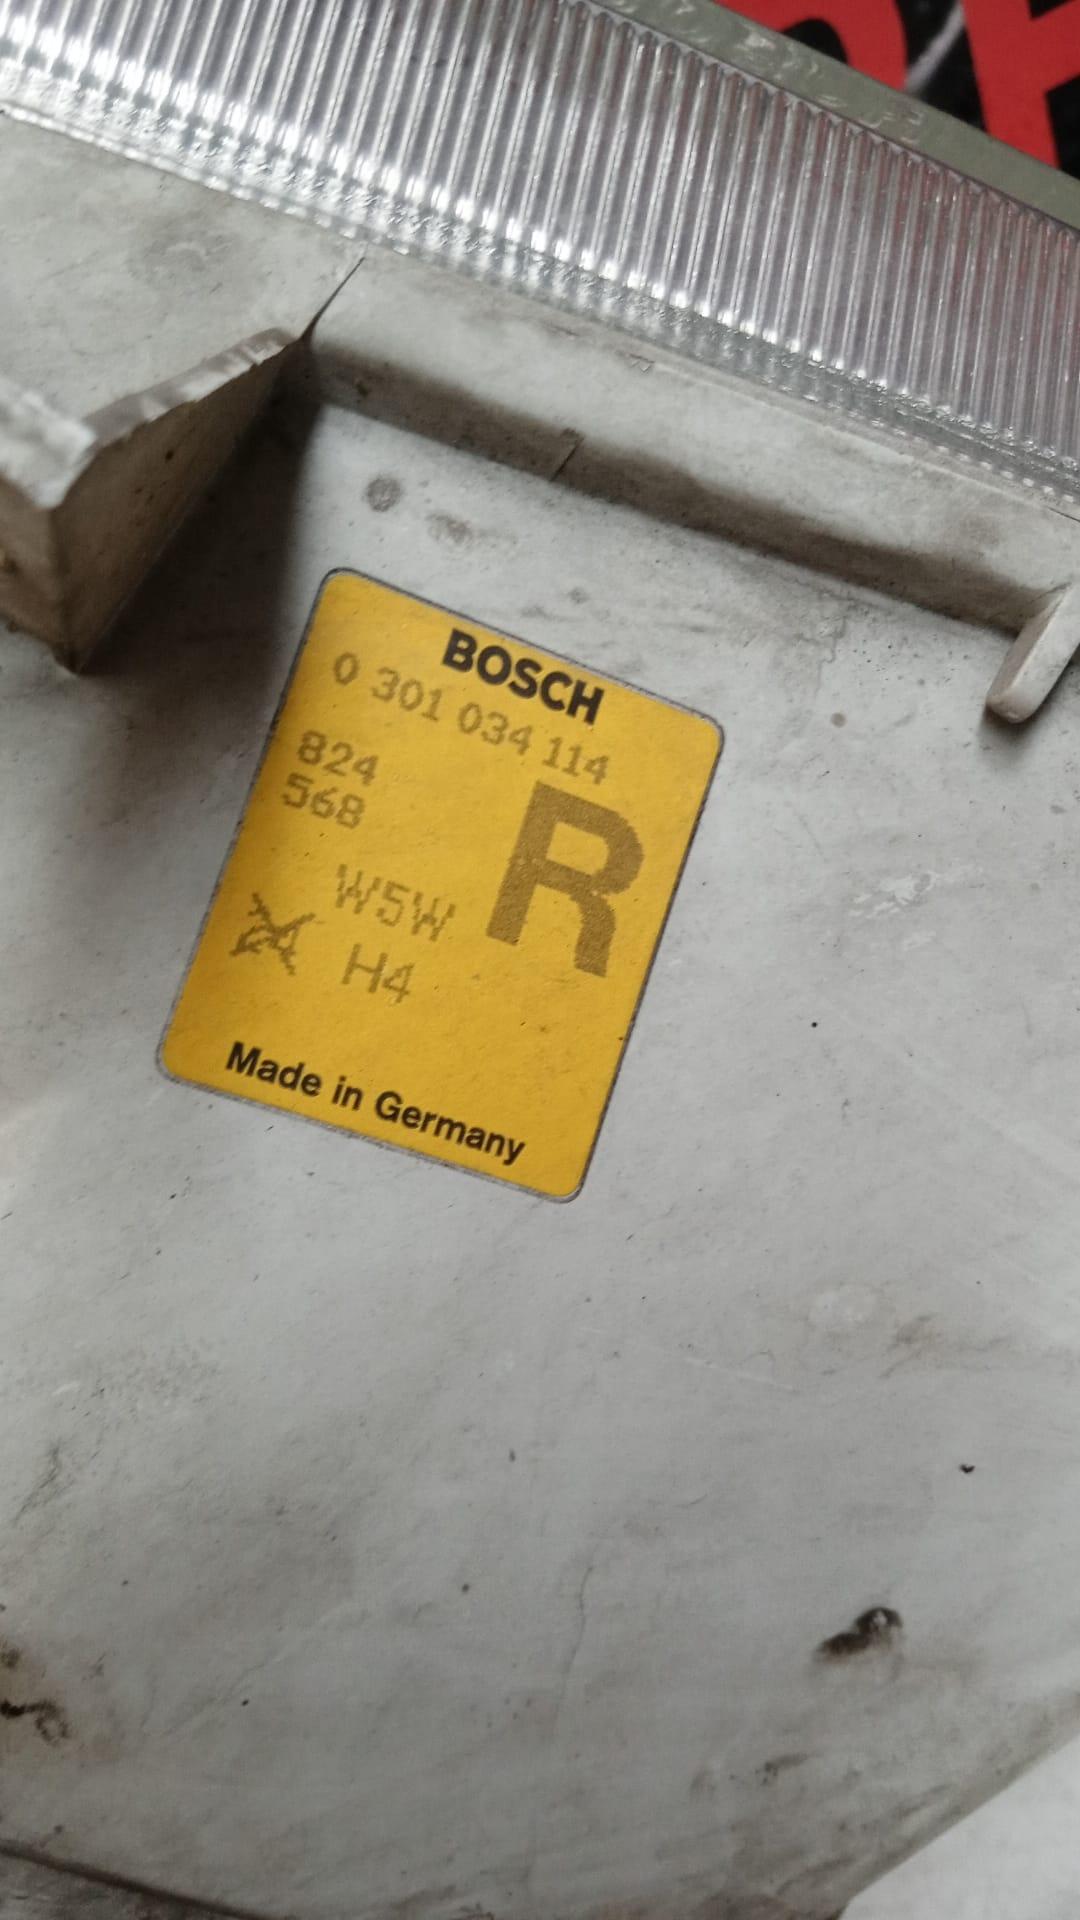 BOSCH
0 301 034 114
824
568
R
W5W
H4
Made in Germany